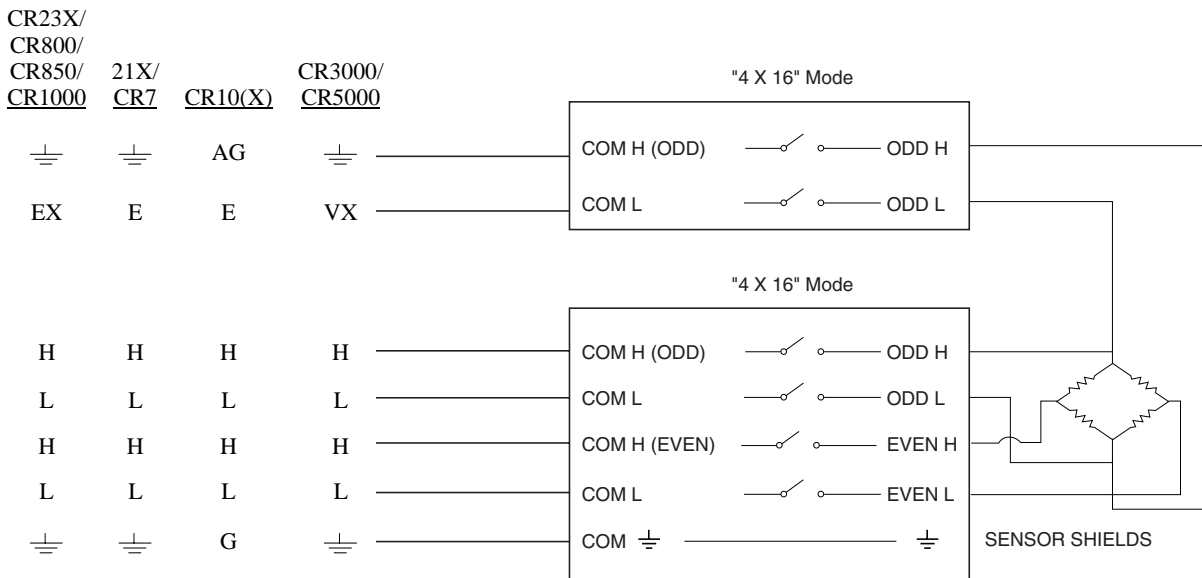 CR23X/
CR800/
CR850/ 21X/ CR3000/
CR1000 CR7 CR10(X) CR5000
"4 X 16" Mode
AG COM H (ODD) ODD H
EX E E VX COM L ODD L
"4 X 16" Mode
H H H H COM H (ODD) ODD H
L L L L COM L ODD L
H H H H COM H (EVEN) EVEN H
L L L L COM L EVEN L
G COM SENSOR SHIELDS